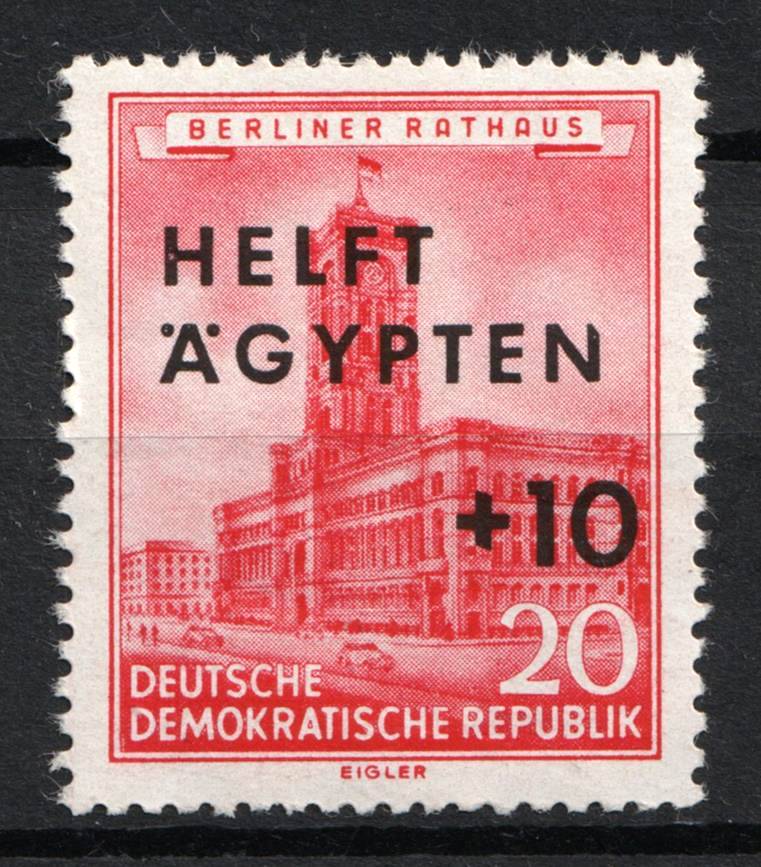 BERLINER RATHAUS
HELFT
ÄGYPTEN
+10
20
DEUTSCHE
DEMOKRATISCHE REPUBLIK
EIGLER